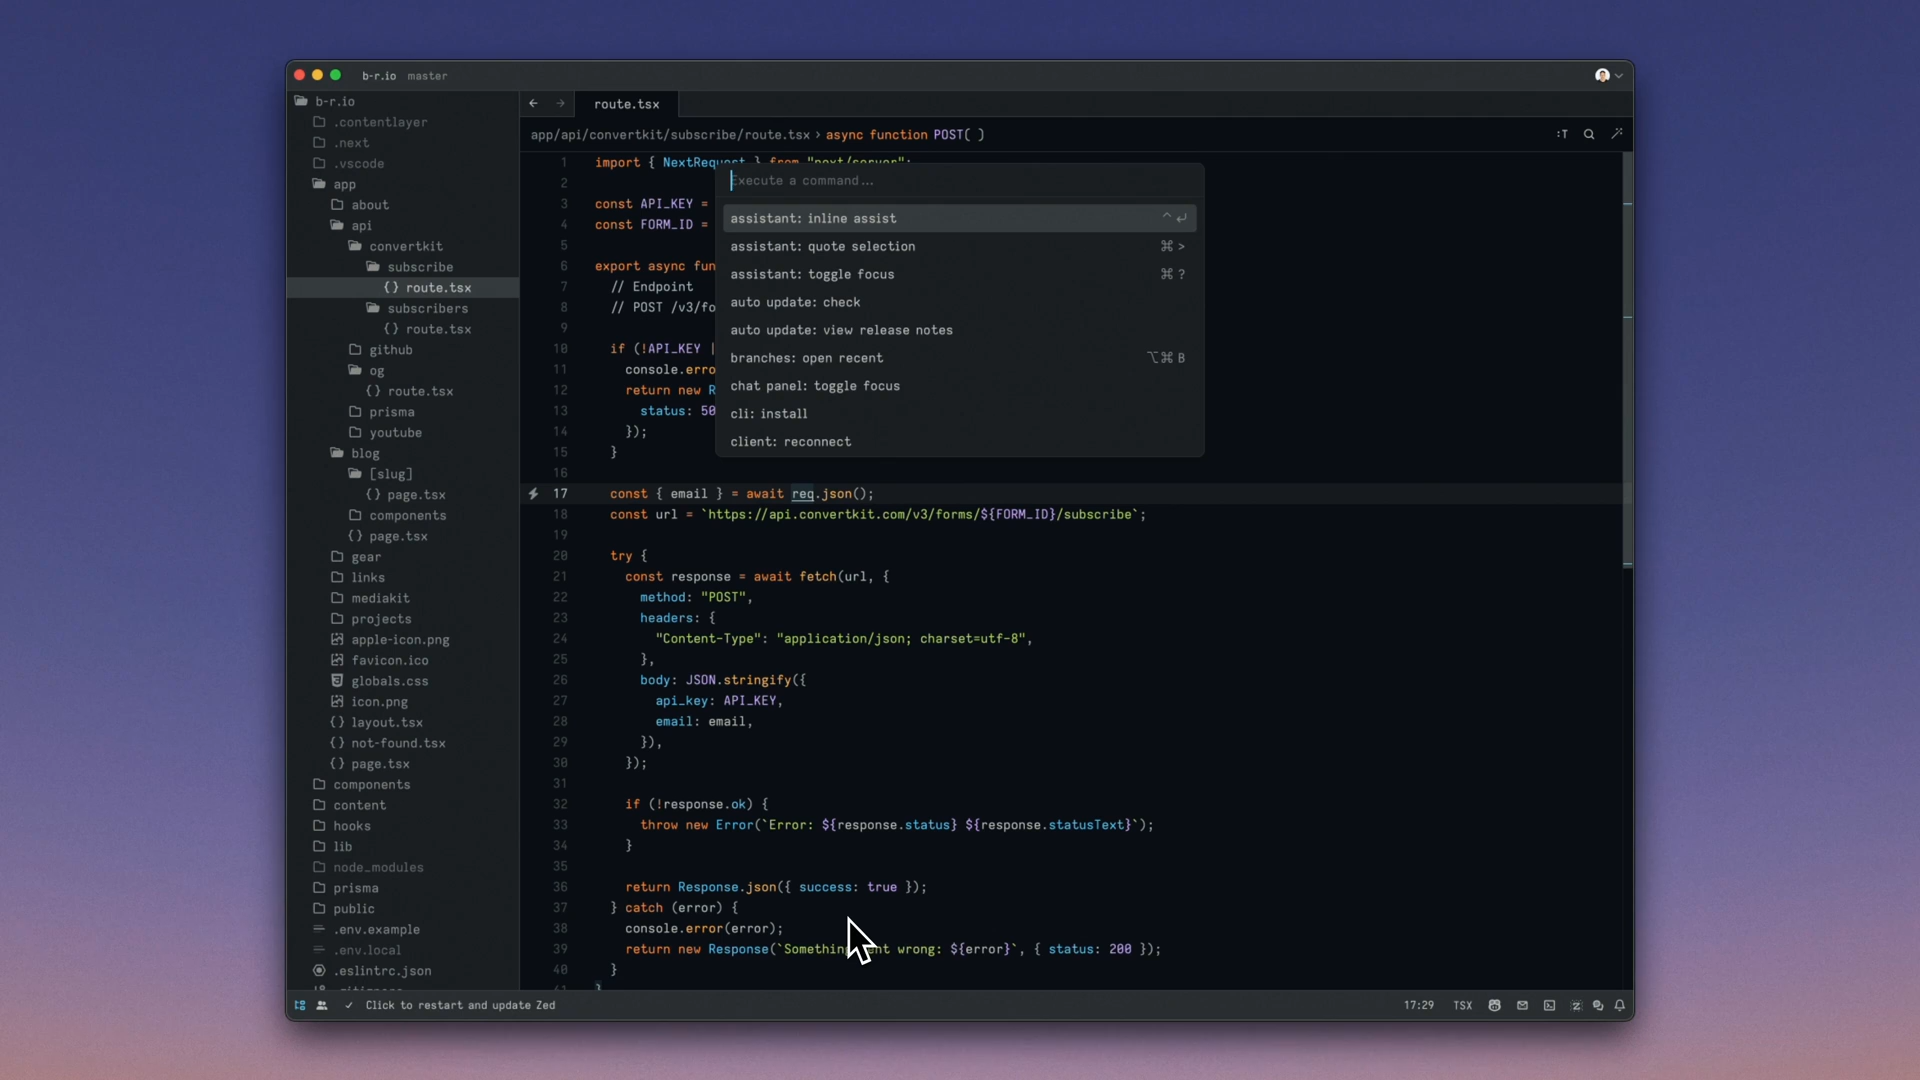 b-r.io master
b-r.io
.contentlayer
.next
.vscode
app
about
api
convertkit
subscribe
route.tsx
subscribers
route.tsx
github
og
route.tsx
prisma
youtube
blog
[slug]
page.tsx
components
page.tsx
gear
links
mediakit
projects
apple-icon.png
favicon.ico
globals.css
icon.png
layout.tsx
not-found.tsx
page.tsx
components
content
hooks
lib
node_modules
prisma
public
.env.example
.env.local
.eslintrc.json
route.tsx
app/api/convertkit/subscribe/route.tsx › async function POST( )
1 import { NextRequest } from "next/server";
2
3 const API_KEY =
4 const FORM_ID =
5
6 export async fun
7 // Endpoint
8 // POST /v3/fo
9
10 if (!API_KEY |
11 console.erro
12 return new R
13 status: 50
14 });
15 }
16
17 const { email } = await req.json();
18 const url = `https://api.convertkit.com/v3/forms/${FORM_ID}/subscribe`;
19
20 try {
21 const response = await fetch(url, {
22 method: "POST",
23 headers: {
24 "Content-Type": "application/json; charset=utf-8",
25 },
26 body: JSON.stringify({
27 api_key: API_KEY,
28 email: email,
29 }),
30 });
31
32 if (!response.ok) {
33 throw new Error(`Error: ${response.status} ${response.statusText}`);
34 }
35
36 return Response.json({ success: true });
37 } catch (error) {
38 console.error(error);
39 return new Response(`Something ent wrong: ${error}`, { status: 200 });
40 }
Execute a command...
assistant: inline assist ^ ↵
assistant: quote selection ⌘ >
assistant: toggle focus ⌘ ?
auto update: check
auto update: view release notes
branches: open recent ⌥⌘ B
chat panel: toggle focus
cli: install
client: reconnect
Click to restart and update Zed
17:29 TSX